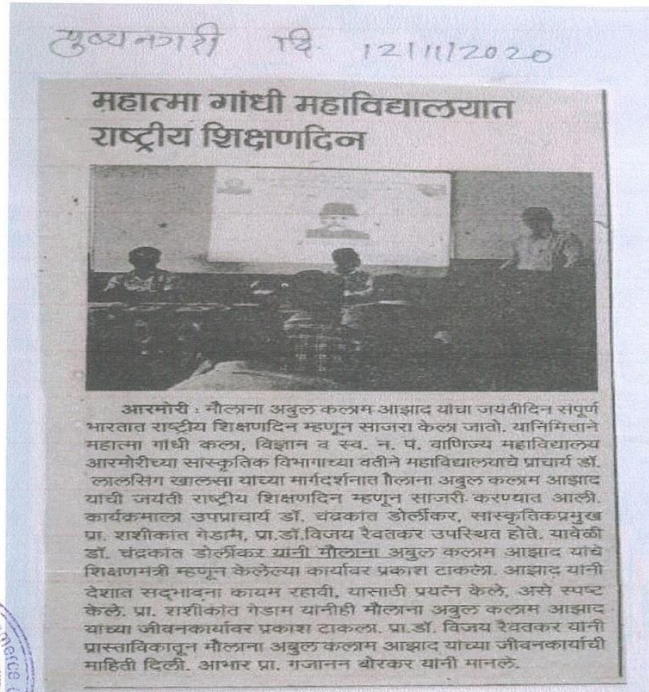 पुण्यनगरी दि. 12/11/2020
महात्मा गांधी महाविद्यालयात
राष्ट्रीय शिक्षणदिन
आरमोरी : मौलाना अबुल कलाम आझाद यांचा जयंतीदिन संपूर्ण
भारतात राष्ट्रीय शिक्षणदिन म्हणून साजरा केला जातो. यानिमित्ताने
महात्मा गांधी कला, विज्ञान व स्व. न. पं. वाणिज्य महाविद्यालय
आरमोरीच्या सांस्कृतिक विभागाच्या वतीने महाविद्यालयाचे प्राचार्य डॉ.
लालसिंग खालसा यांच्या मार्गदर्शनात मौलाना अबुल कलाम आझाद
यांची जयंती राष्ट्रीय शिक्षणदिन म्हणून साजरी करण्यात आली.
कार्यक्रमाला उपप्राचार्य डॉ. चंद्रकांत डोर्लीकर, सांस्कृतिकप्रमुख
प्रा. शशीकांत गेडाम, प्रा.डॉ.विजय रैवतकर उपस्थित होते. यावेळी
डॉ. चंद्रकांत डोर्लीकर यांनी मौलाना अबुल कलाम आझाद यांचे
शिक्षणमंत्री म्हणून केलेल्या कार्यावर प्रकाश टाकला. आझाद यांनी
देशात सद्‌भावना कायम रहावी, यासाठी प्रयत्न केले, असे स्पष्ट
केले. प्रा. शशीकांत गेडाम यांनीही मौलाना अबुल कलाम आझाद
यांच्या जीवनकार्यावर प्रकाश टाकला. प्रा.डॉ. विजय रैवतकर यांनी
प्रास्ताविकातून मौलाना अबुल कलाम आझाद यांच्या जीवनकार्याची
माहिती दिली. आभार प्रा. गजानन बोरकर यांनी मानले.